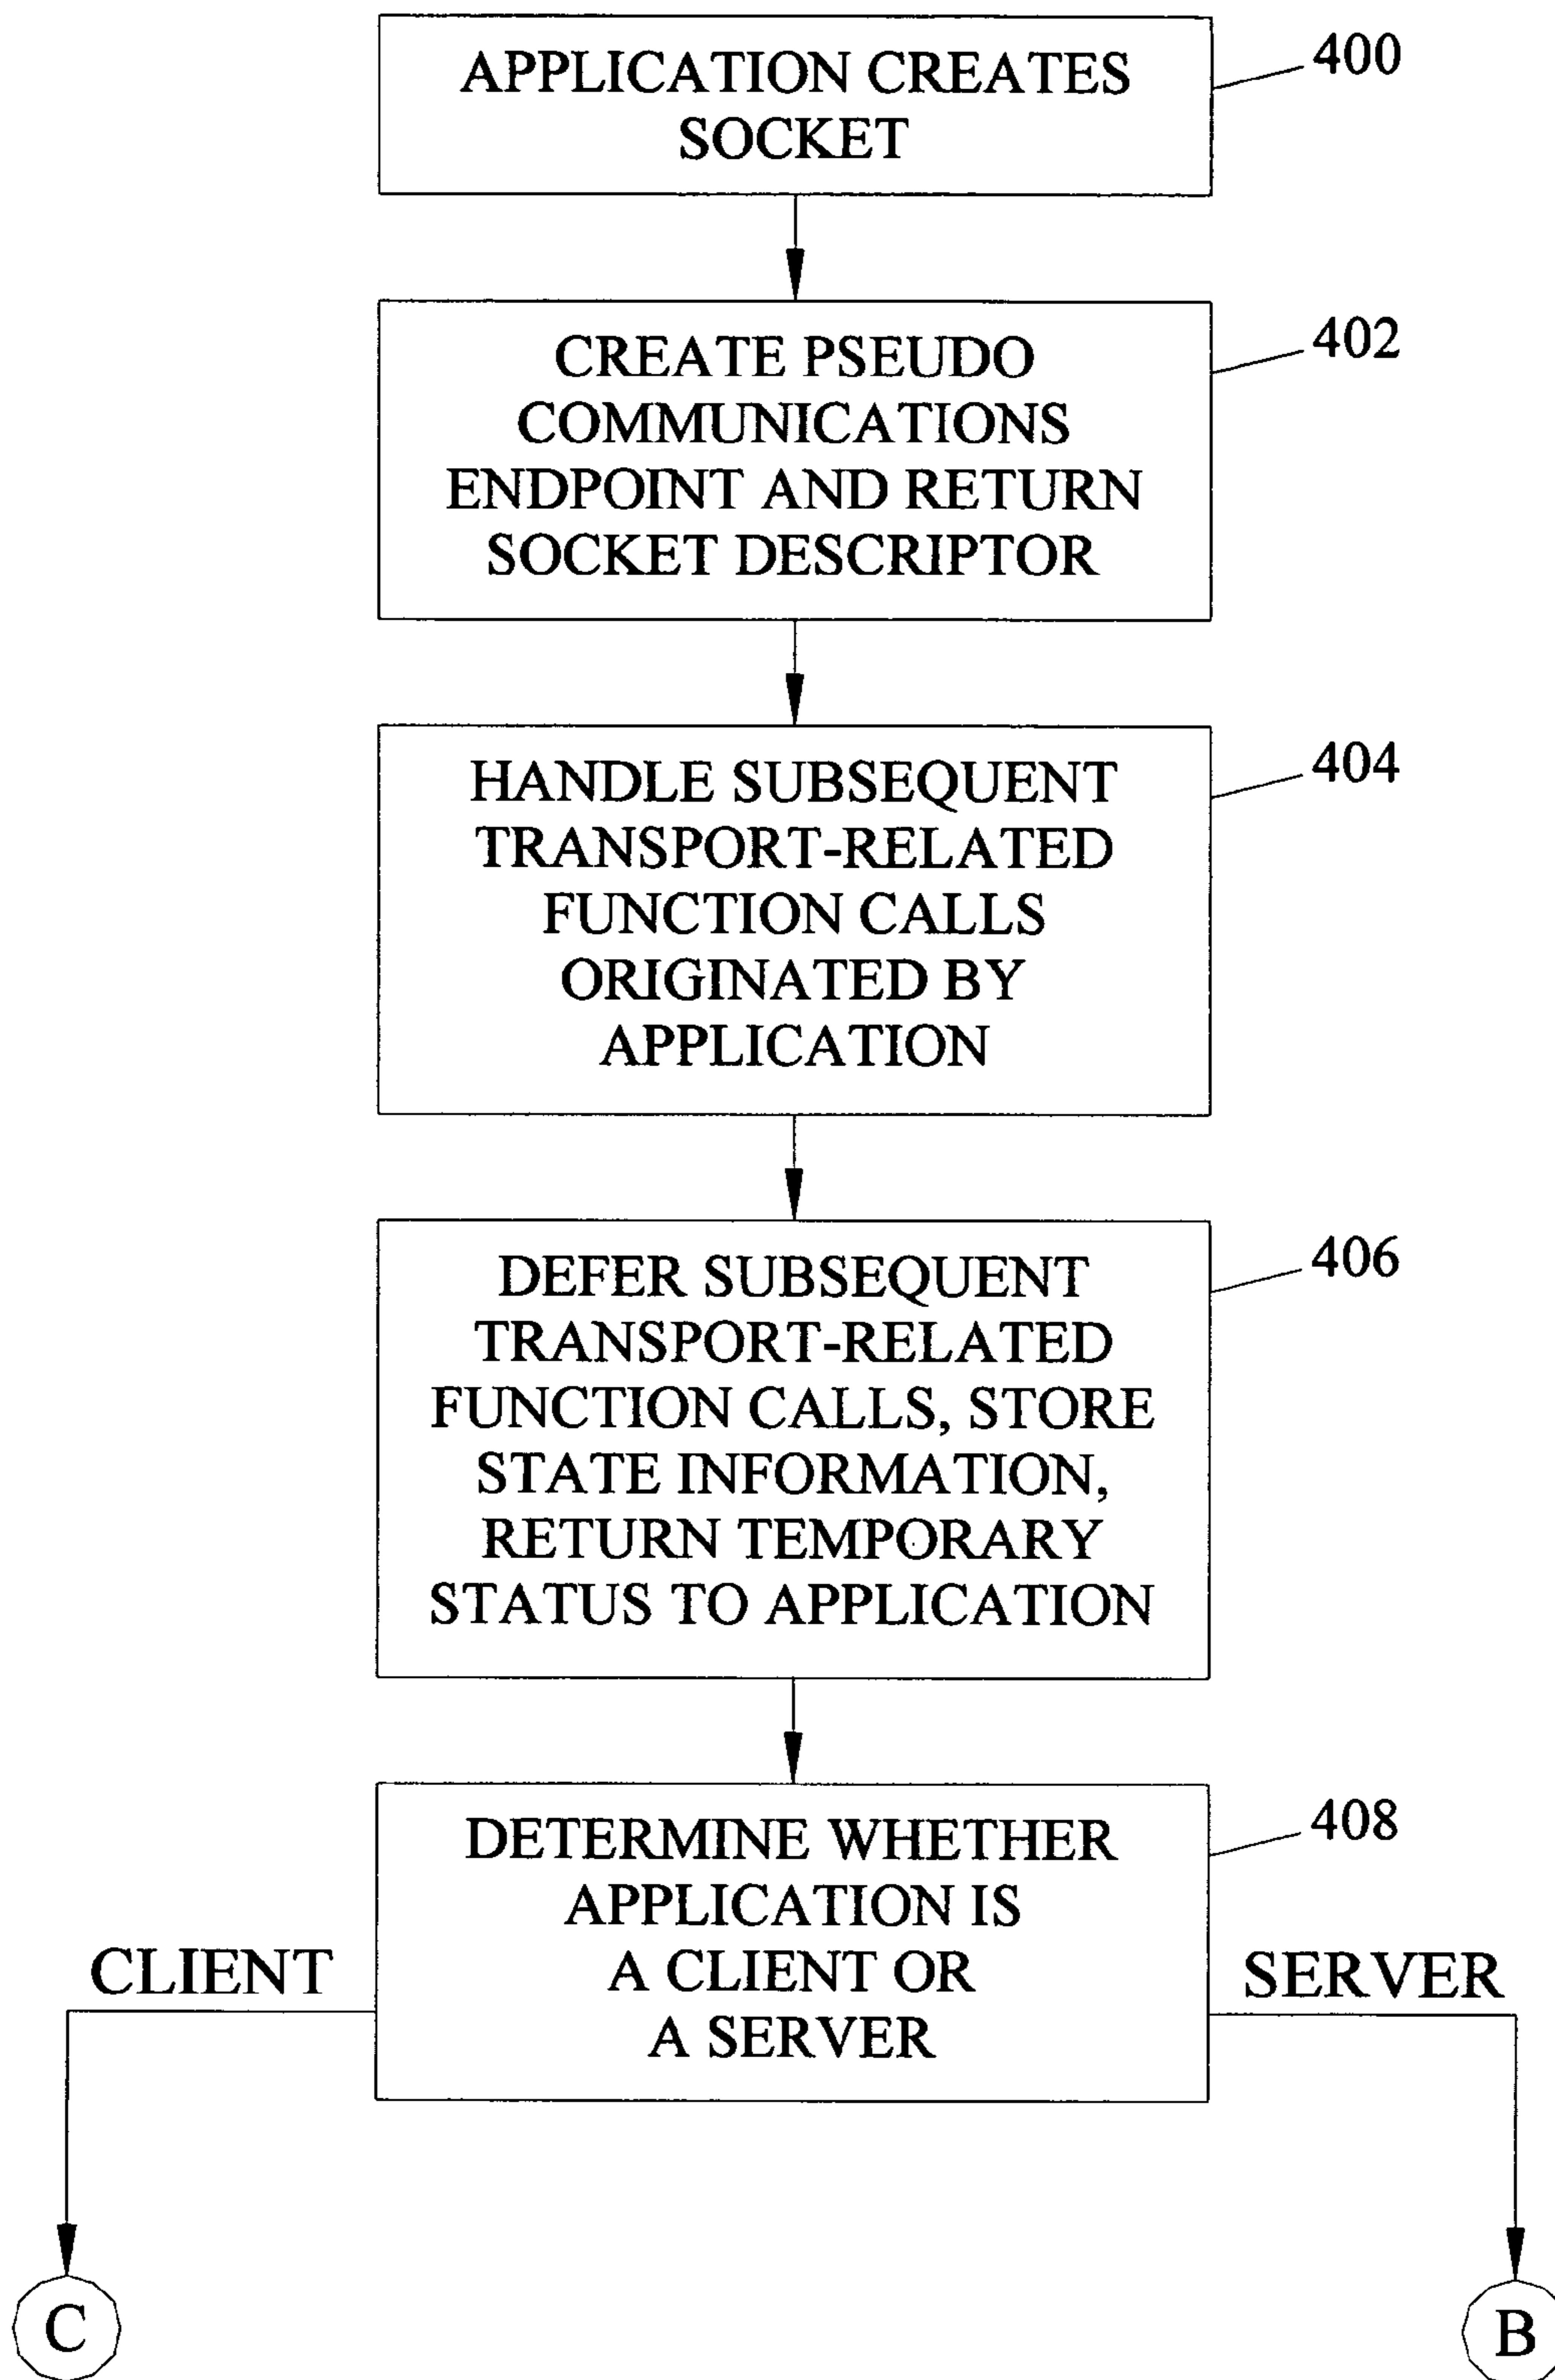 APPLICATION CREATES
SOCKET
400
CREATE PSEUDO
COMMUNICATIONS
ENDPOINT AND RETURN
SOCKET DESCRIPTOR
402
HANDLE SUBSEQUENT
TRANSPORT-RELATED
FUNCTION CALLS
ORIGINATED BY
APPLICATION
404
DEFER SUBSEQUENT
TRANSPORT-RELATED
FUNCTION CALLS, STORE
STATE INFORMATION,
RETURN TEMPORARY
STATUS TO APPLICATION
406
DETERMINE WHETHER
APPLICATION IS
A CLIENT OR
A SERVER
408
CLIENT
SERVER
C
B